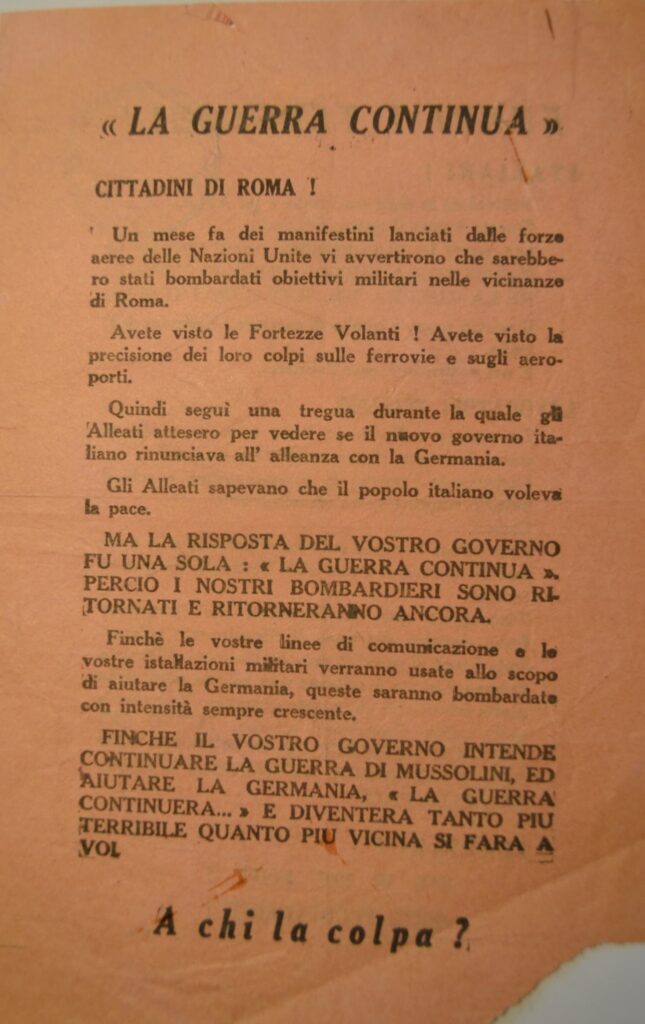 « LA GUERRA CONTINUA »
CITTADINI DI ROMA !
Un mese fa dei manifestini lanciati dalle forze
aeree delle Nazioni Unite vi avvertirono che sarebbe-
ro stati bombardati obiettivi militari nelle vicinanze
di Roma.
Avete visto le Fortezze Volanti ! Avete visto la
precisione dei loro colpi sulle ferrovie e sugli aero-
porti.
Quindi seguì una tregua durante la quale gli
Alleati attesero per vedere se il nuovo governo ita-
liano rinunciava all' alleanza con la Germania.
Gli Alleati sapevano che il popolo italiano voleva
la pace.
MA LA RISPOSTA DEL VOSTRO GOVERNO
FU UNA SOLA : « LA GUERRA CONTINUA ».
PERCIO I NOSTRI BOMBARDIERI SONO RI-
TORNATI E RITORNERANNO ANCORA.
Finchè le vostre linee di comunicazione e le
vostre istallazioni militari verranno usate allo scopo
di aiutare la Germania, queste saranno bombardate
con intensità sempre crescente.
FINCHE IL VOSTRO GOVERNO INTENDE
CONTINUARE LA GUERRA DI MUSSOLINI, ED
AIUTARE LA GERMANIA, « LA GUERRA
CONTINUERA... » E DIVENTERA TANTO PIU
TERRIBILE QUANTO PIU VICINA SI FARA A
VOI.
A chi la colpa ?